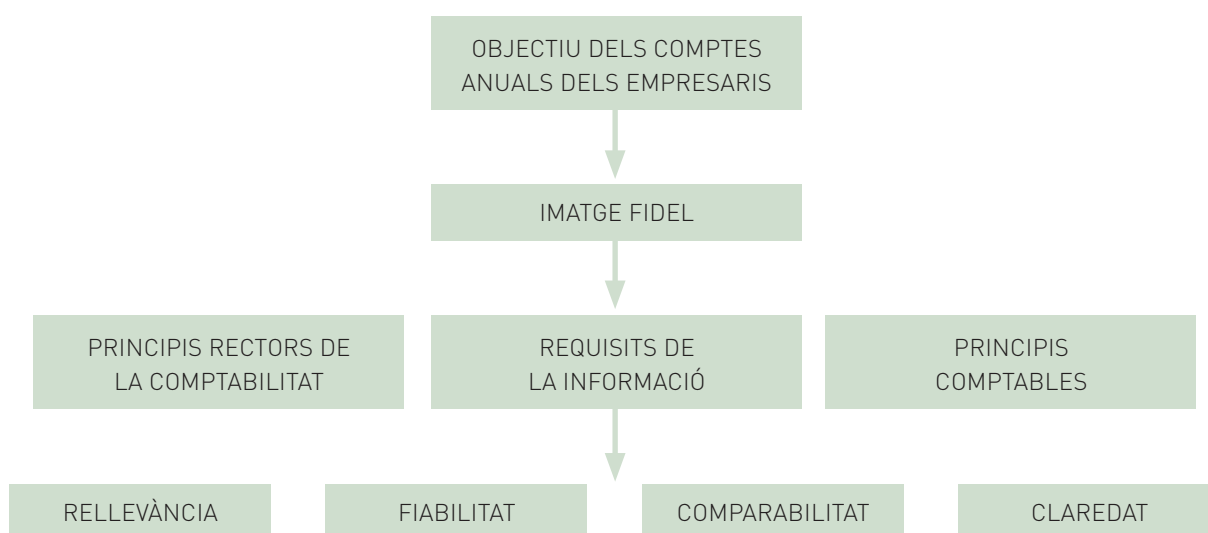 OBJECTIU DELS COMPTES
ANUALS DELS EMPRESARIS
IMATGE FIDEL
PRINCIPIS RECTORS DE
LA COMPTABILITAT
REQUISITS DE
LA INFORMACIÓ
PRINCIPIS
COMPTABLES
RELLEVÀNCIA
FIABILITAT
COMPARABILITAT
CLAREDAT